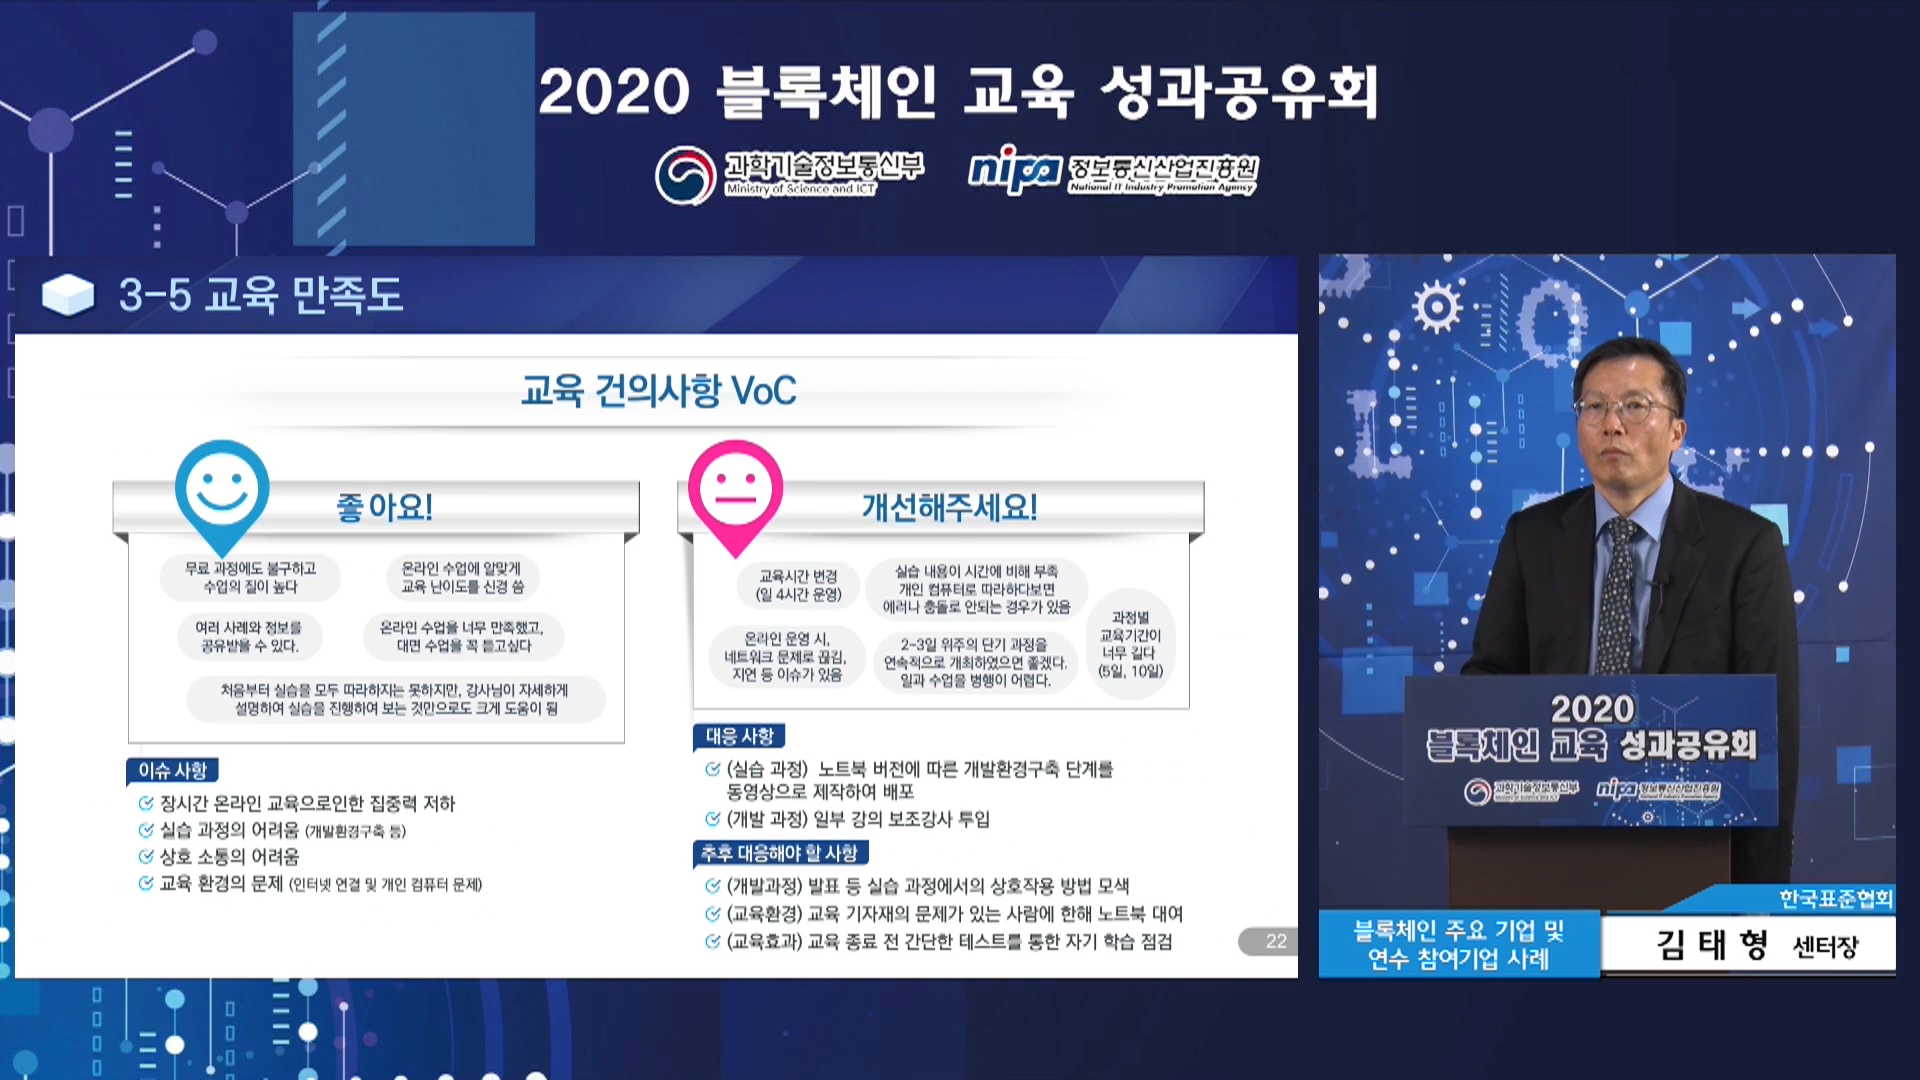 2020 블록체인 교육 성과공유회
과학기술정보통신부
Ministry of Science and ICT
nipa 정보통신산업진흥원
National IT Industry Promotion Agency
3-5 교육 만족도
교육 건의사항 VoC
좋아요!
무료 과정에도 불구하고
수업의 질이 높다
온라인 수업에 알맞게
교육 난이도를 신경 씀
여러 사례와 정보를
공유받을 수 있다.
온라인 수업을 너무 만족했고,
대면 수업을 꼭 듣고싶다
처음부터 실습을 모두 따라하지는 못하지만, 강사님이 자세하게
설명하여 실습을 진행하여 보는 것만으로도 크게 도움이 됨
이슈 사항
장시간 온라인 교육으로인한 집중력 저하
실습 과정의 어려움 (개발환경구축 등)
상호 소통의 어려움
교육 환경의 문제 (인터넷 연결 및 개인 컴퓨터 문제)
개선해주세요!
교육시간 변경
(일 4시간 운영)
실습 내용이 시간에 비해 부족
개인 컴퓨터로 따라하다보면
에러나 충돌로 안되는 경우가 있음
온라인 운영 시,
네트워크 문제로 끊김,
지연 등 이슈가 있음
2-3일 위주의 단기 과정을
연속적으로 개최하였으면 좋겠다.
일과 수업을 병행이 어렵다.
과정별
교육기간이
너무 길다
(5일, 10일)
대응 사항
(실습 과정) 노트북 버전에 따른 개발환경구축 단계를
동영상으로 제작하여 배포
(개발 과정) 일부 강의 보조강사 투입
추후 대응해야 할 사항
(개발과정) 발표 등 실습 과정에서의 상호작용 방법 모색
(교육환경) 교육 기자재의 문제가 있는 사람에 한해 노트북 대여
(교육효과) 교육 종료 전 간단한 테스트를 통한 자기 학습 점검
22
2020
블록체인 교육 성과공유회
과학기술정보통신부
nipa 정보통신산업진흥원
한국표준협회
블록체인 주요 기업 및
연수 참여기업 사례
김태형 센터장